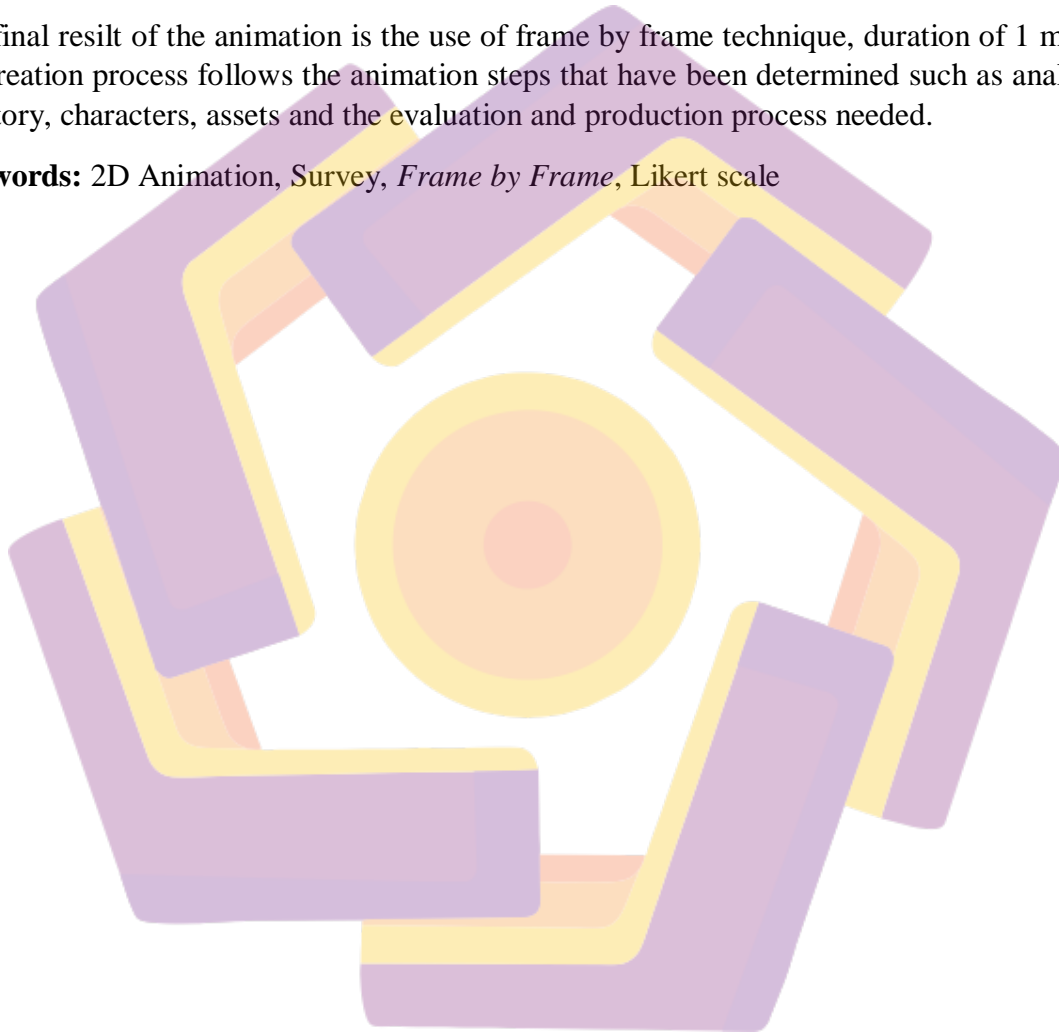 final resilt of the animation is the use of frame by frame technique, duration of 1 m
reation process follows the animation steps that have been determined such as anal
tory, characters, assets and the evaluation and production process needed.
words: 2D Animation, Survey, Frame by Frame, Likert scale